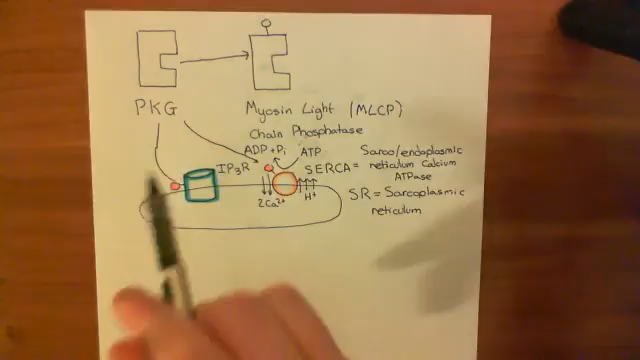 PKG
Myosin Light (MLCP)
Chain Phosphatase
ADP + Pi
ATP
IP3R
SERCA = Sarco/endoplasmic
reticulum Calcium
ATPase
2Ca2+
H+
SR = Sarcoplasmic
reticulum